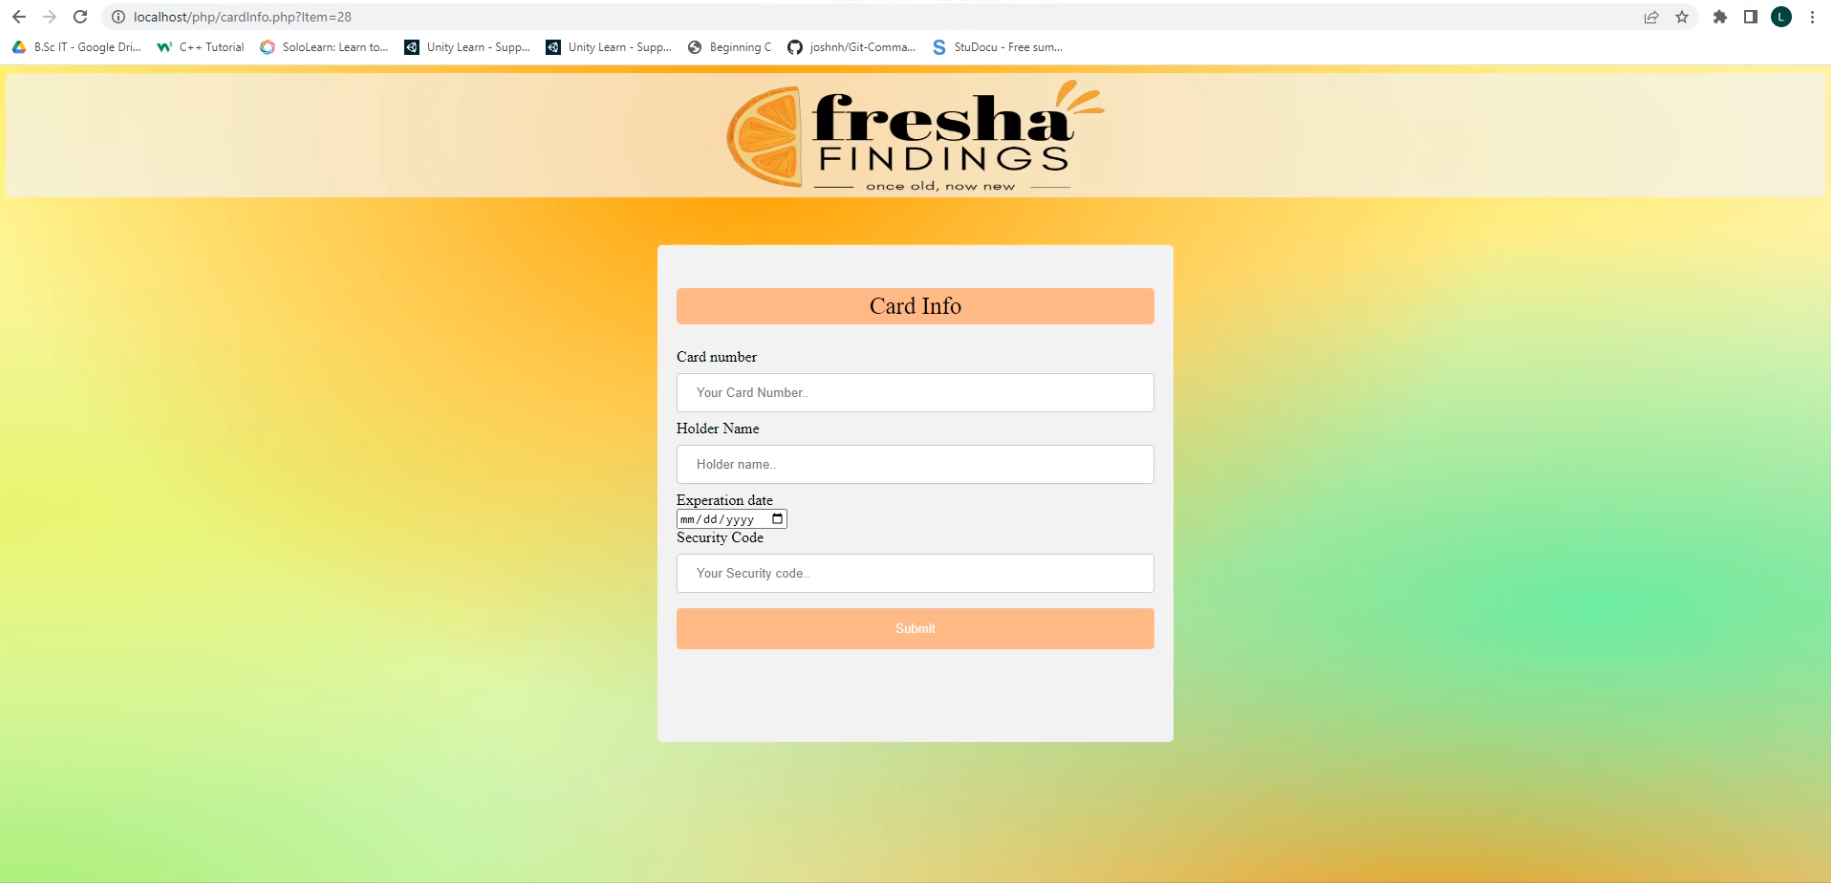 localhost/php/cardInfo.php?Item=28
B.Sc IT - Google Dri... C++ Tutorial SoloLearn: Learn to... Unity Learn - Supp... Unity Learn - Supp... Beginning C joshnh/Git-Comma... StuDocu - Free sum...
fresha
FINDINGS
once old, now new
Card Info
Card number
Your Card Number..
Holder Name
Holder name..
Experation date
mm/dd/yyyy
Security Code
Your Security code..
Submit